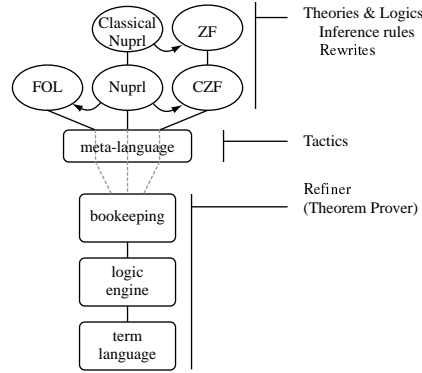 Classical
Nuprl
ZF
FOL
Nuprl
CZF
Theories & Logics
Inference rules
Rewrites
meta-language
Tactics
bookeeping
Refiner
(Theorem Prover)
logic
engine
term
language